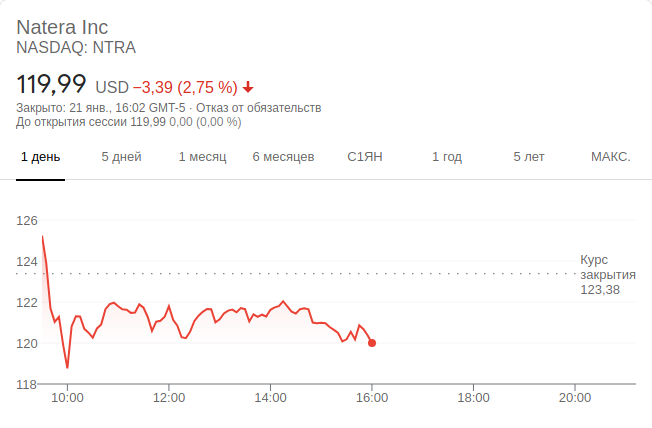 Natera Inc
NASDAQ: NTRA
119,99 USD −3,39 (2,75 %)
Закрыто: 21 янв., 16:02 GMT-5 · Отказ от обязательств
До открытия сессии 119,99 0,00 (0,00 %)
1 день 5 дней 1 месяц 6 месяцев С1ЯН 1 год 5 лет МАКС.
126
124
122
120
118
Курс
закрытия
123,38
10:00 12:00 14:00 16:00 18:00 20:00